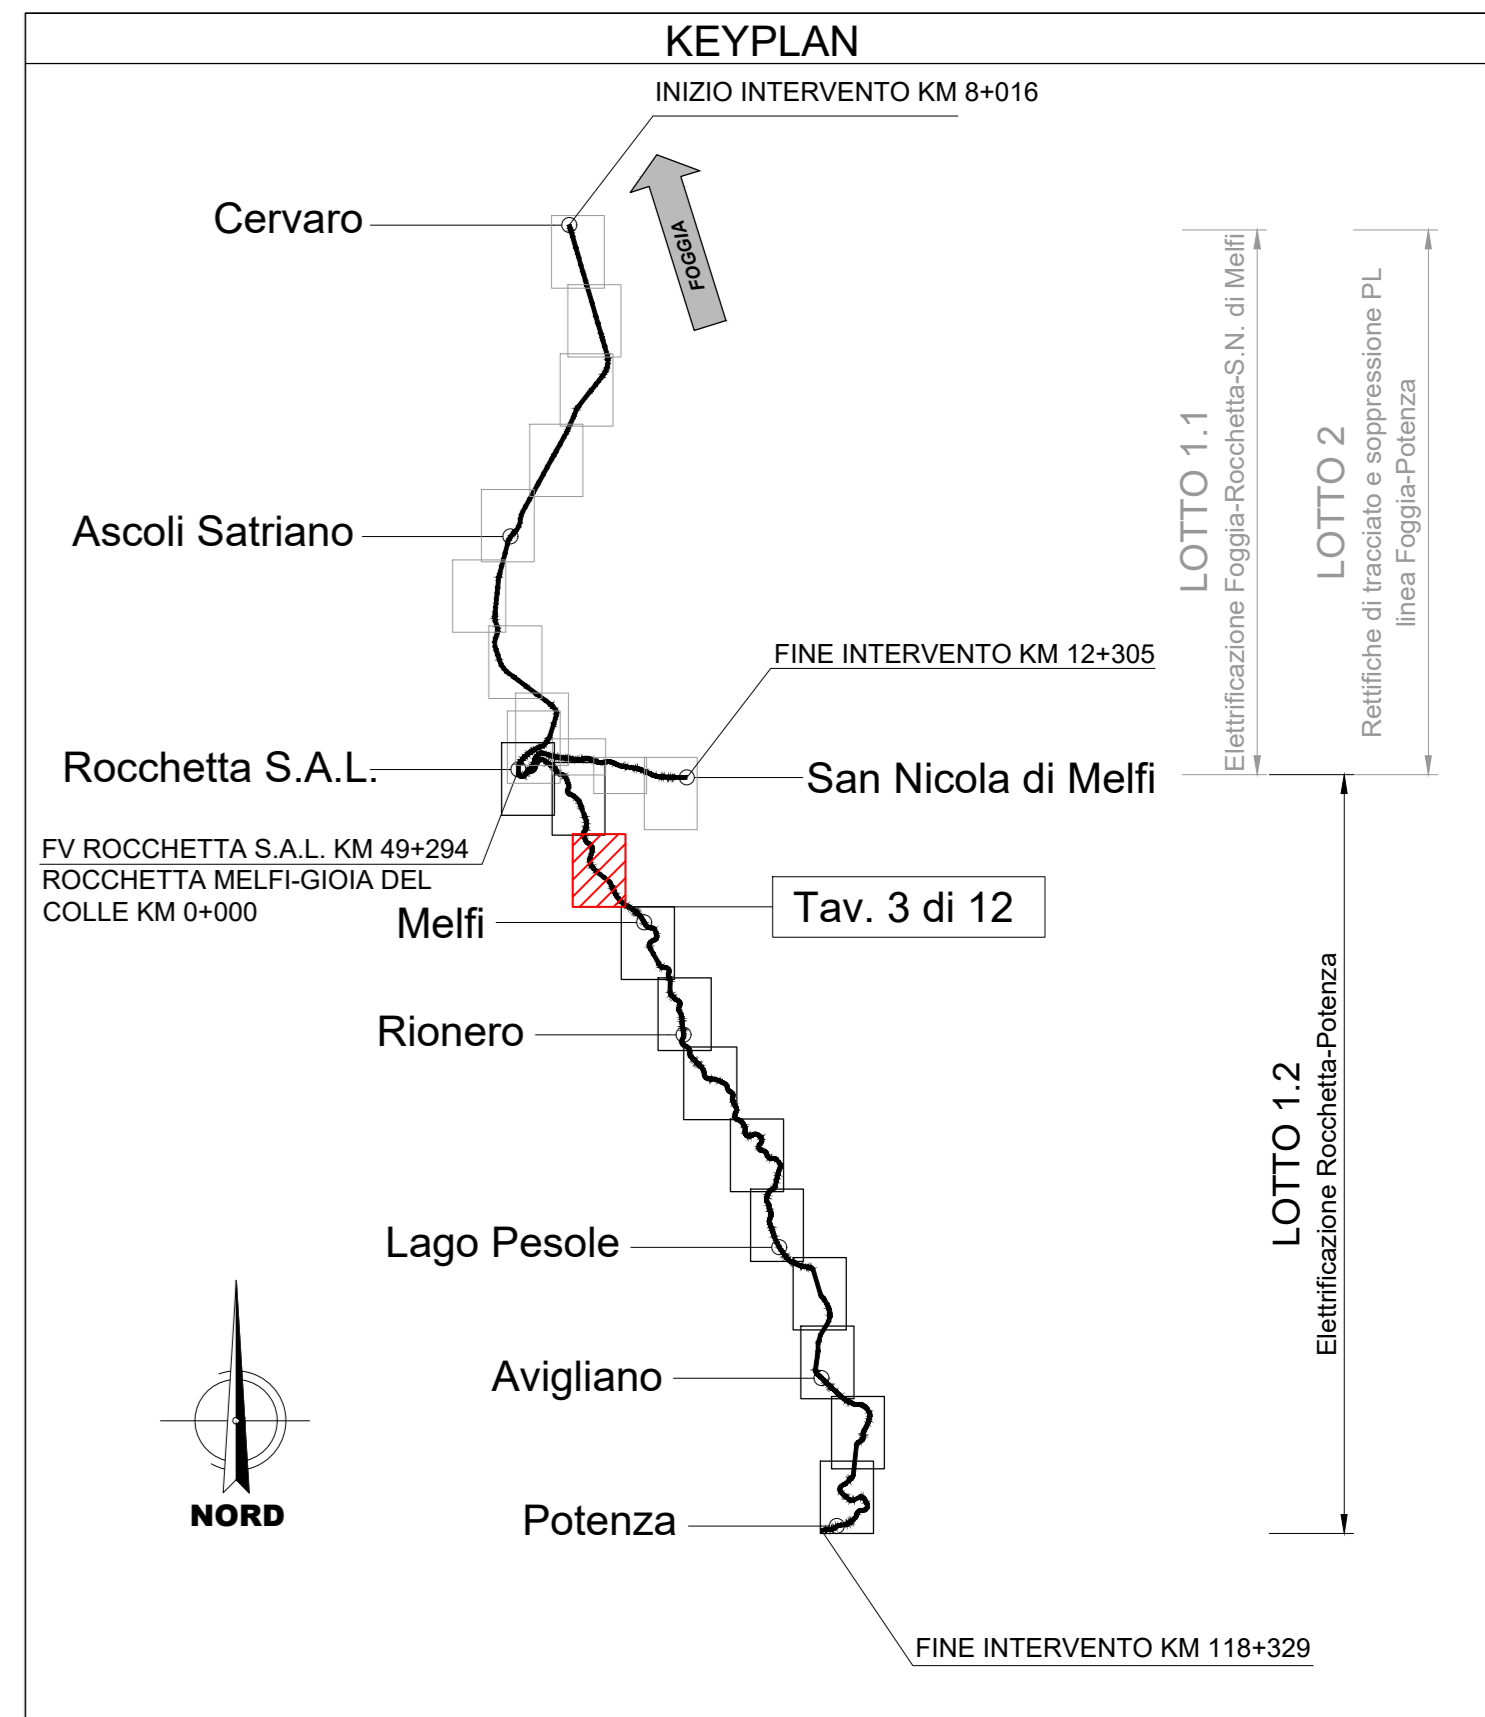 KEYPLAN
INIZIO INTERVENTO KM 8+016
FOGGIA
Cervaro
Ascoli Satriano
LOTTO 1.1
Elettrificazione Foggia-Rocchetta-S.N. di Melfi
LOTTO 2
Rettifiche di tracciato e soppressione PL
linea Foggia-Potenza
FINE INTERVENTO KM 12+305
Rocchetta S.A.L.
San Nicola di Melfi
FV ROCCHETTA S.A.L. KM 49+294
ROCCHETTA MELFI-GIOIA DEL
COLLE KM 0+000
Tav. 3 di 12
Melfi
Rionero
LOTTO 1.2
Elettrificazione Rocchetta-Potenza
Lago Pesole
Avigliano
NORD
Potenza
FINE INTERVENTO KM 118+329